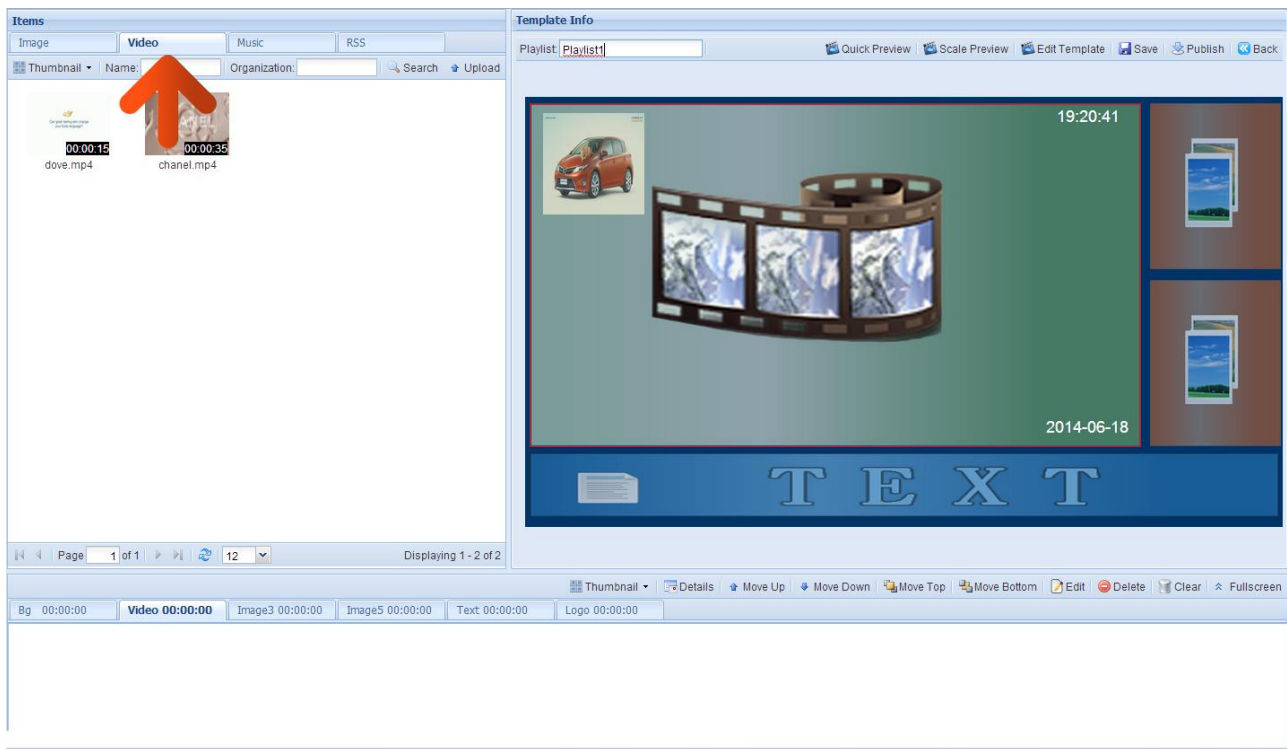 Items
Image Video Music RSS
Thumbnail Name: Organization: Search Upload
00:00:15
dove.mp4
00:00:35
chanel.mp4
Page 1 of 1 12 Displaying 1 - 2 of 2
Template Info
Playlist: Playlist1 Quick Preview Scale Preview Edit Template Save Publish Back
19:20:41
2014-06-18
TEXT
Thumbnail Details Move Up Move Down Move Top Move Bottom Edit Delete Clear Fullscreen
Bg 00:00:00 Video 00:00:00 Image3 00:00:00 Image5 00:00:00 Text 00:00:00 Logo 00:00:00